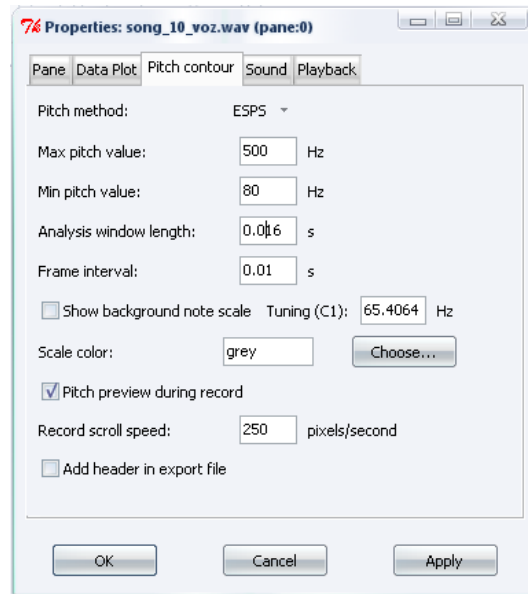 Properties: song_10_voz.wav (pane:0)
Pane Data Plot Pitch contour Sound Playback
Pitch method: ESPS
Max pitch value: 500 Hz
Min pitch value: 80 Hz
Analysis window length: 0.016 s
Frame interval: 0.01 s
Show background note scale Tuning (C1): 65.4064 Hz
Scale color: grey Choose...
Pitch preview during record
Record scroll speed: 250 pixels/second
Add header in export file
OK Cancel Apply